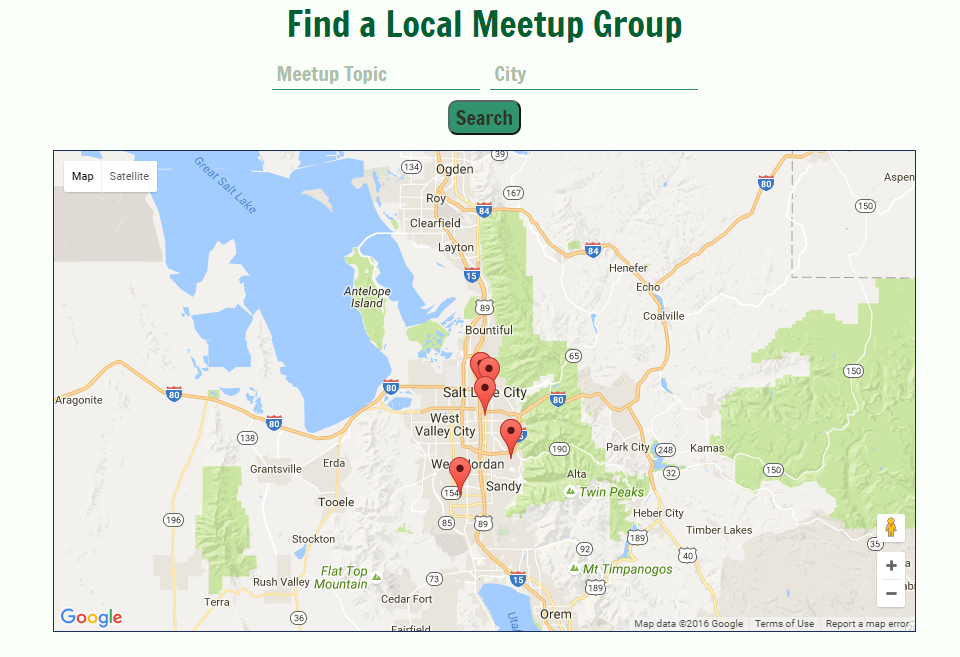 Find a Local Meetup Group
Meetup Topic City
Search
Map Satellite
Great Salt Lake
134
Ogden
39
167
80
Aspen
Roy
84
150
Clearfield
Layton
84
15
Henefer
Echo
Antelope
Island
89
Coalville
Bountiful
65
150
80
80
Salt Lake City
80
Aragonite
80
West
Valley City
138
190
Park City
248
Kamas
Grantsville
Erda
West Jordan
Alta
32
150
154
Sandy
Twin Peaks
Tooele
196
85
89
Heber City
Timber Lakes
Stockton
189
35
92
40
Flat Top
Mountain
Mt Timpanogos
Rush Valley
73
15
189
+
−
Terra
Cedar Fort
36
Orem
Google
Fairfield
Map data ©2016 Google Terms of Use Report a map error